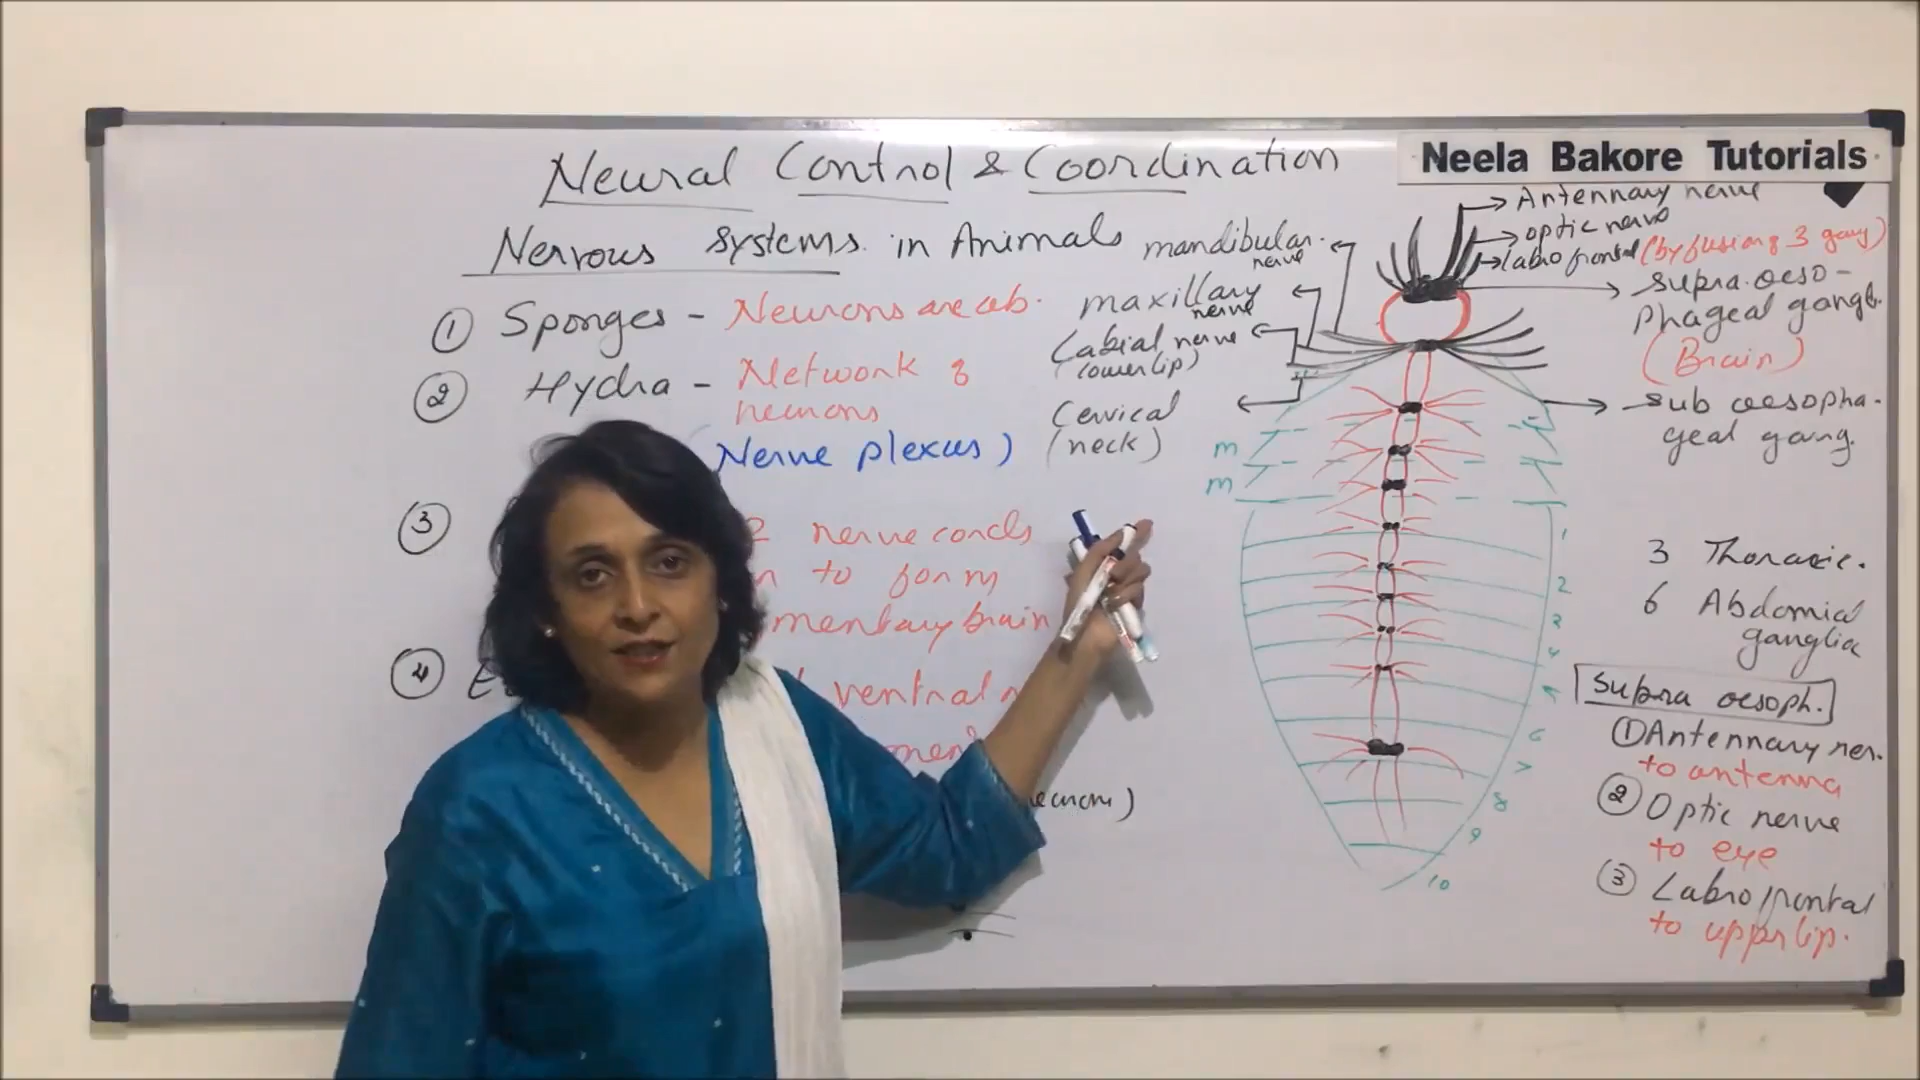 Neural Control & Coordination
Neela Bakore Tutorials
Nervous systems in Animals
① Sponges - Neurons are ab.
② Hydra - Network of
neurons
(Nerve plexus)
③ 2 nerve cords
to form
mentary brain
④ ventral
mandibular
nerve
maxillary
nerve
Labial nerve
(lower lip)
Cervical
(neck)
m
m
Antennary nerve
optic nerve
Labro frontal (by fusion of 3 gang)
supra-oeso-
phageal gangl.
(Brain)
sub oesopha-
geal gang.
3 Thoracic.
6 Abdominal
ganglia
1
2
3
4
5
6
7
8
9
10
Supra oesoph.
① Antennary ner.
to antenna
② Optic nerve
to eye
③ Labro frontal
to upper lip.